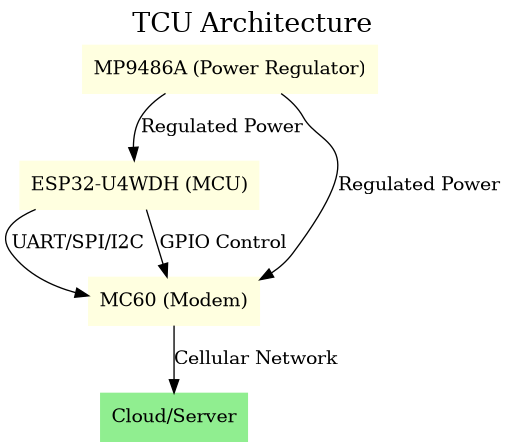 TCU Architecture
MP9486A (Power Regulator)
Regulated Power
Regulated Power
ESP32-U4WDH (MCU)
UART/SPI/I2C
GPIO Control
MC60 (Modem)
Cellular Network
Cloud/Server